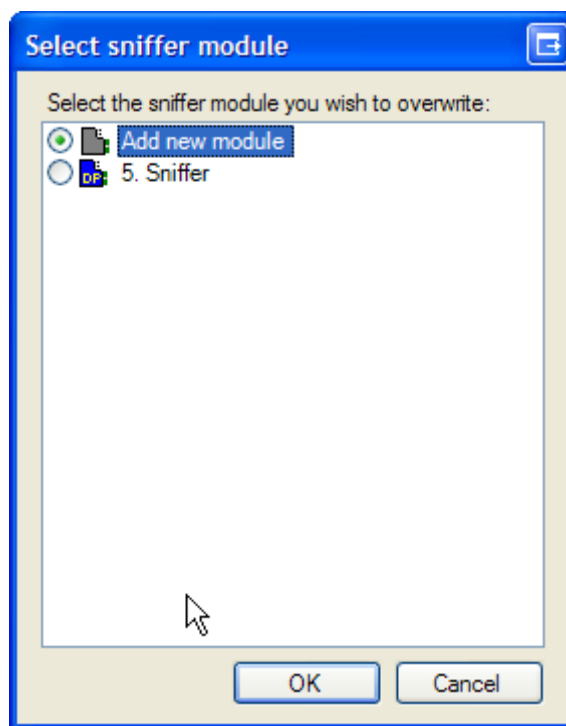 Select sniffer module
Select the sniffer module you wish to overwrite:
Add new module
DP 5. Sniffer
OK Cancel